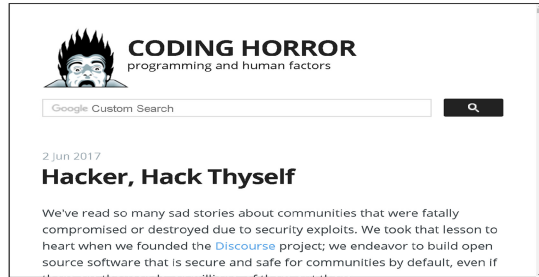 CODING HORROR
programming and human factors
Google Custom Search
2 Jun 2017
Hacker, Hack Thyself
We've read so many sad stories about communities that were fatally
compromised or destroyed due to security exploits. We took that lesson to
heart when we founded the Discourse project; we endeavor to build open
source software that is secure and safe for communities by default, even if